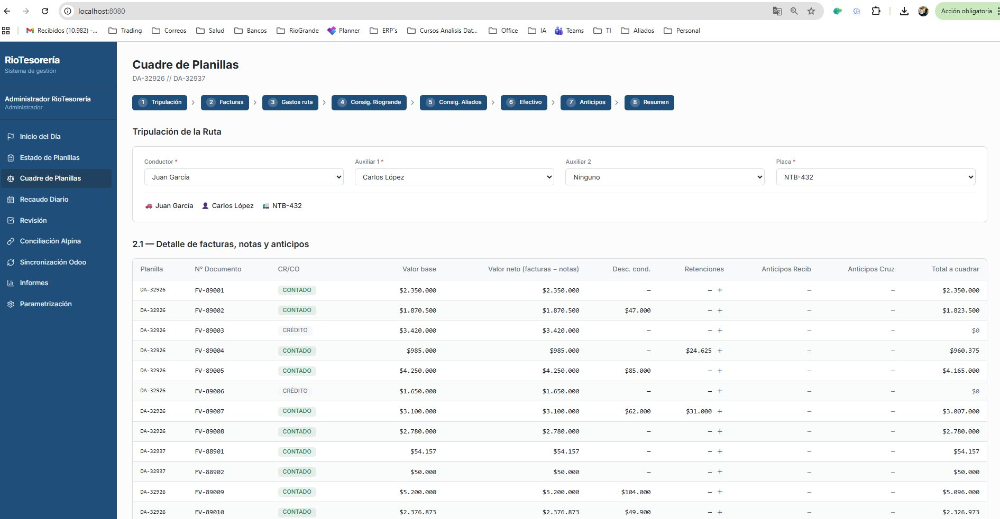 localhost:8080
Acción obligatoria
Recibidos (10.982) -...
Trading
Correos
Salud
Bancos
RioGrande
Planner
ERP´s
Cursos Analisis Dat...
Office
IA
Teams
TI
Aliados
Personal
RioTesorería
Sistema de gestión
Administrador RioTesorería
Administrador
Inicio del Día
Estado de Planillas
Cuadre de Planillas
Recaudo Diario
Revisión
Conciliación Alpina
Sincronización Odoo
Informes
Parametrización
Cuadre de Planillas
DA-32926 // DA-32937
1 Tripulación > 2 Facturas > 3 Gastos ruta > 4 Consig. Riogrande > 5 Consig. Aliados > 6 Efectivo > 7 Anticipos > 8 Resumen
Tripulación de la Ruta
Conductor * Auxiliar 1 * Auxiliar 2 Placa *
Juan García Carlos López Ninguno NTB-432
Juan García Carlos López NTB-432
2.1 — Detalle de facturas, notas y anticipos
Planilla N° Documento CR/CO Valor base Valor neto (facturas − notas) Desc. cond. Retenciones Anticipos Recib Anticipos Cruz Total a cuadrar
DA-32926 FV-89001 CONTADO $2.350.000 $2.350.000 — — + — — $2.350.000
DA-32926 FV-89002 CONTADO $1.870.500 $1.870.500 $47.000 — + — — $1.823.500
DA-32926 FV-89003 CRÉDITO $3.420.000 $3.420.000 — — + — — $0
DA-32926 FV-89004 CONTADO $985.000 $985.000 — $24.625 + — — $960.375
DA-32926 FV-89005 CONTADO $4.250.000 $4.250.000 $85.000 — + — — $4.165.000
DA-32926 FV-89006 CRÉDITO $1.650.000 $1.650.000 — — + — — $0
DA-32926 FV-89007 CONTADO $3.100.000 $3.100.000 $62.000 $31.000 + — — $3.007.000
DA-32926 FV-89008 CONTADO $2.780.000 $2.780.000 — — + — — $2.780.000
DA-32937 FV-88901 CONTADO $54.157 $54.157 — — + — — $54.157
DA-32937 FV-88902 CONTADO $50.000 $50.000 — — + — — $50.000
DA-32926 FV-89009 CONTADO $5.200.000 $5.200.000 $104.000 — + — — $5.096.000
DA-32926 FV-89010 CONTADO $2.376.873 $2.376.873 $49.900 — + — — $2.326.973